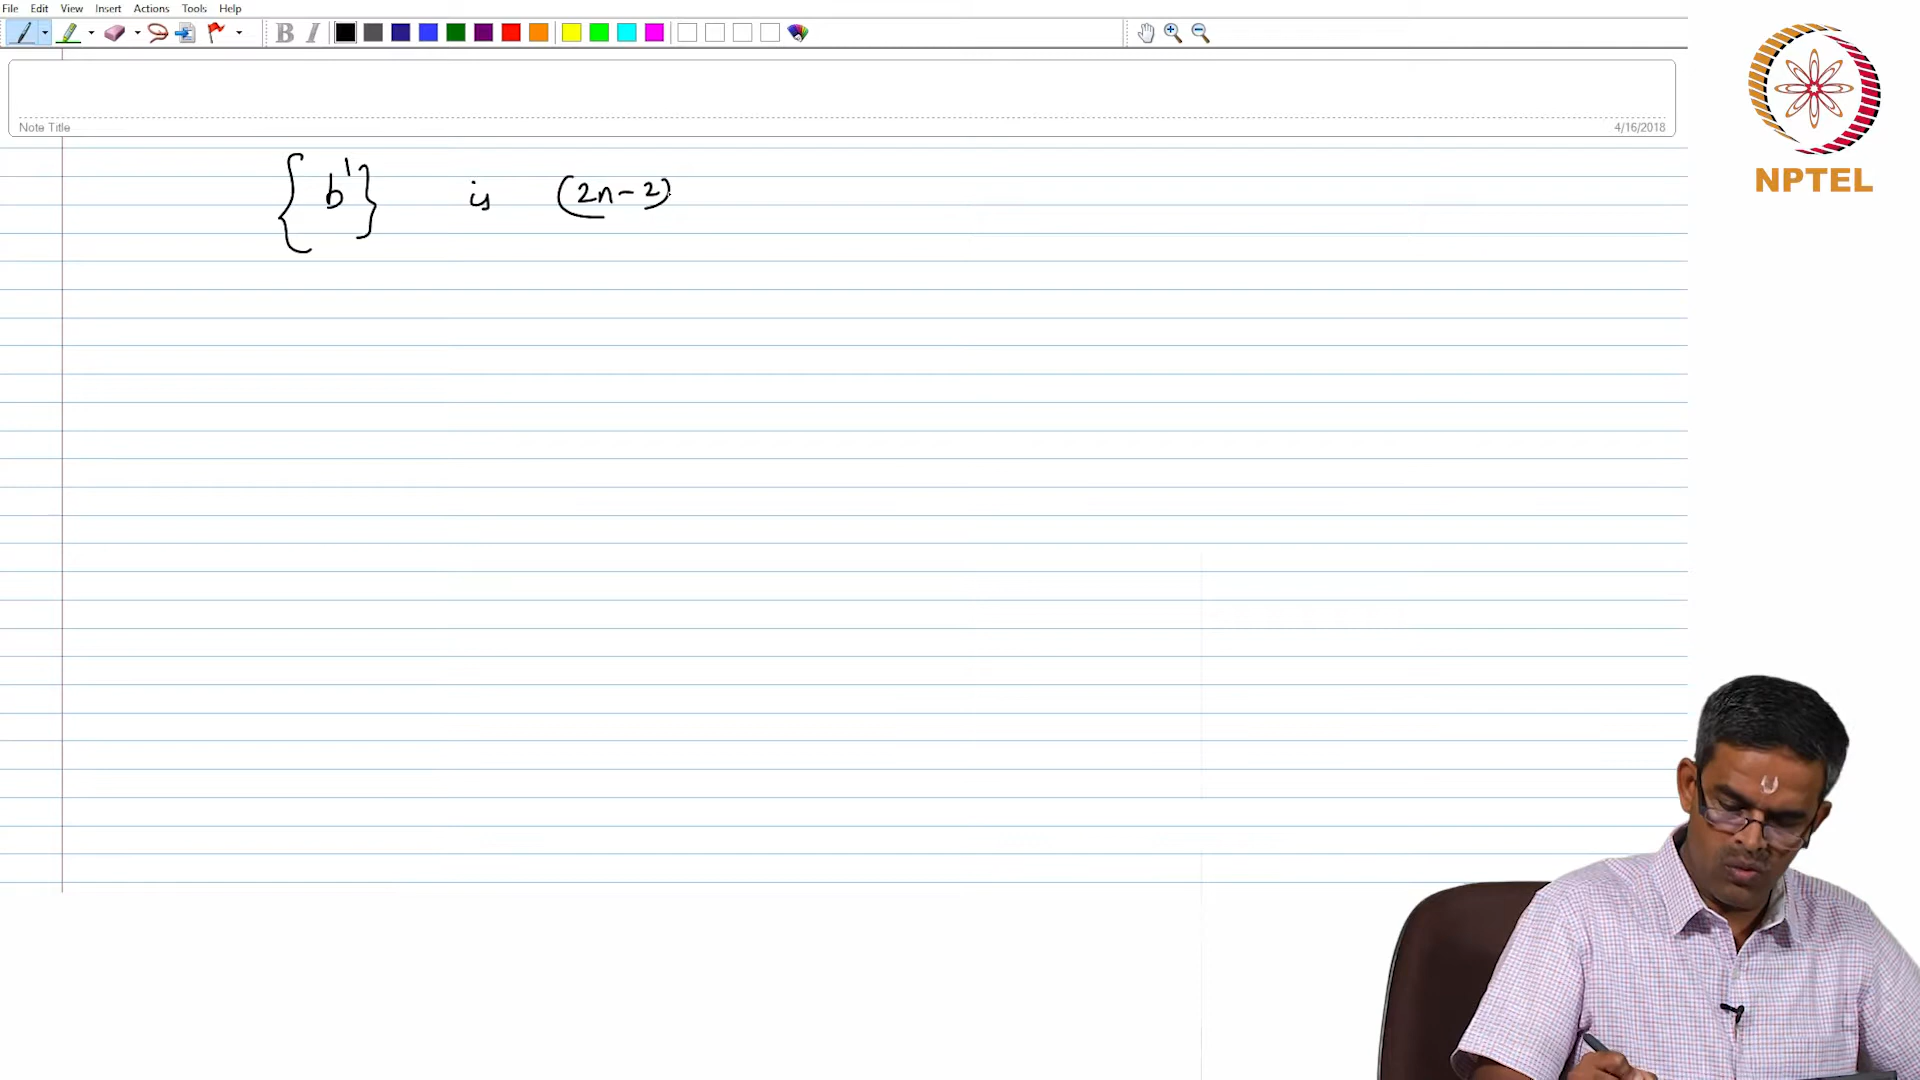 File Edit View Insert Actions Tools Help
B I
Note Title
4/16/2018
{ b' } is (2n-2)
NPTEL